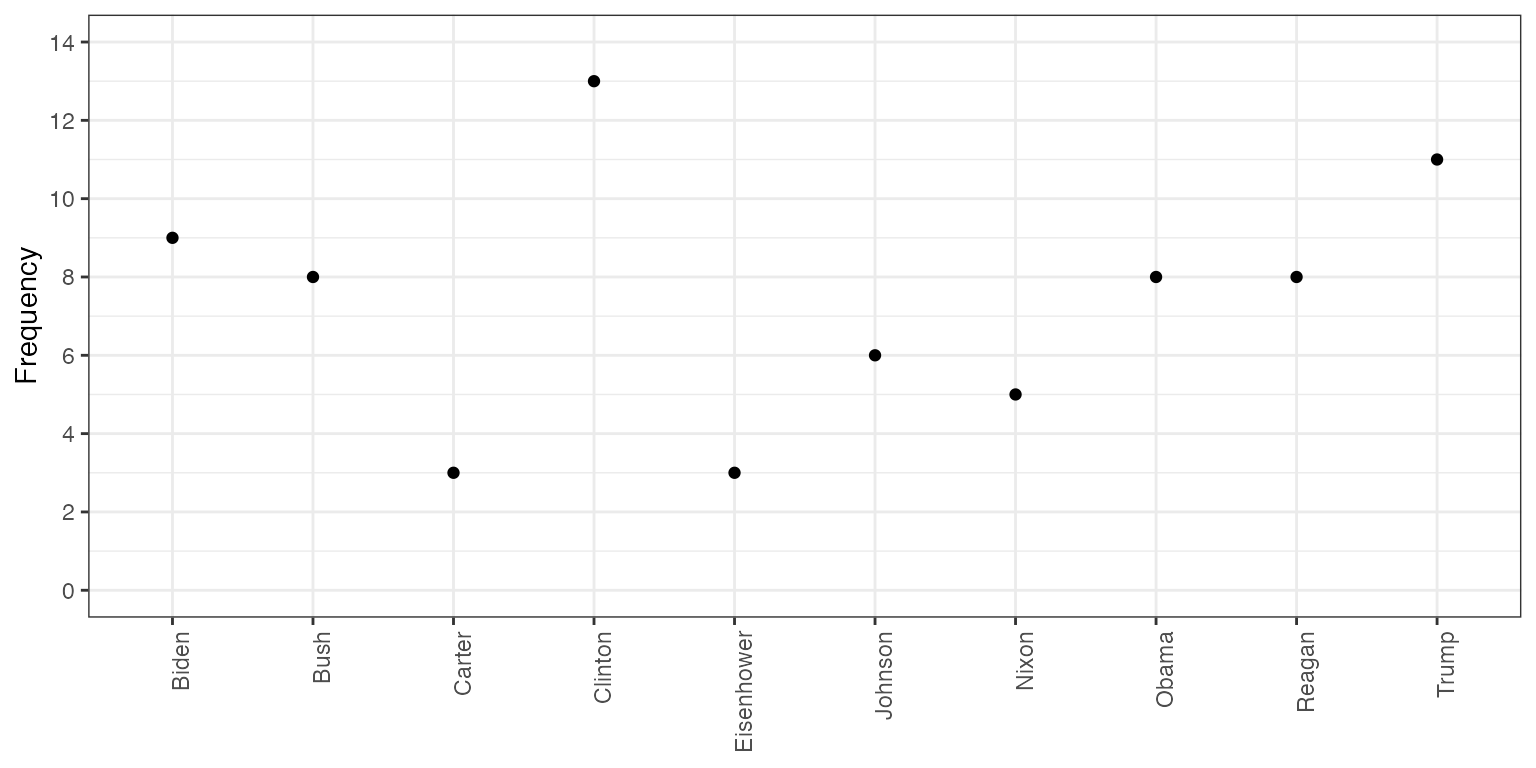 14
12
10
8
6
4
2
0
Frequency
Biden
Bush
Carter
Clinton
Eisenhower
Johnson
Nixon
Obama
Reagan
Trump